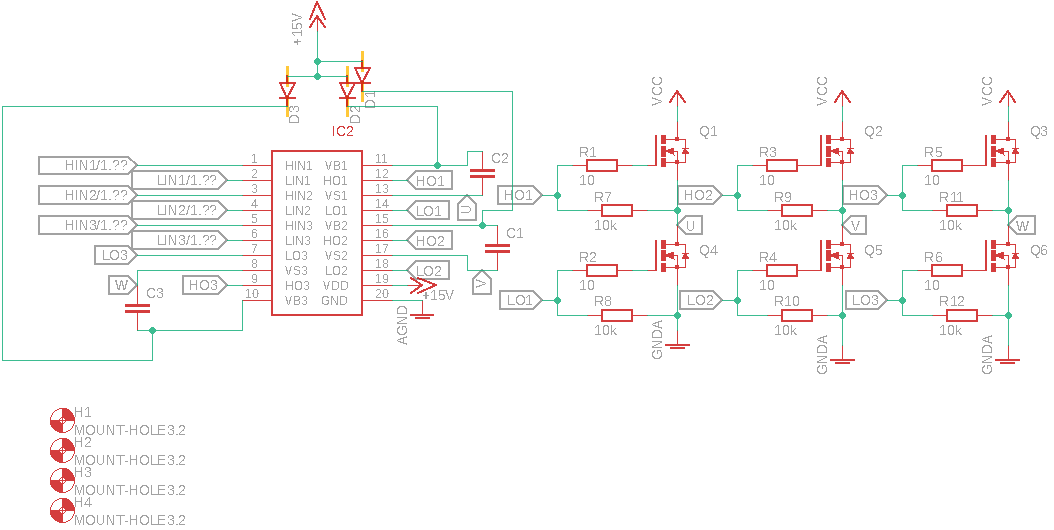 +15V
D3
D2
D1
IC2
HIN1/1.?? 1 HIN1 VB1 11 C2
LIN1/1.?? 2 LIN1 HO1 12 HO1
HIN2/1.?? 3 HIN2 VS1 13 U
LIN2/1.?? 4 LIN2 LO1 14 LO1
HIN3/1.?? 5 HIN3 VB2 15 C1
LIN3/1.?? 6 LIN3 HO2 16 HO2
LO3 7 LO3 VS2 17
W 8 VS3 LO2 18 LO2 V
C3 HO3 9 HO3 VDD 19 +15V
10 VB3 GND 20
AGND
VCC
Q1
R1
10
HO1
R7
10k
U
Q4
R2
10
LO1
R8
10k
GNDA
VCC
Q2
R3
10
HO2
R9
10k
V
Q5
R4
10
LO2
R10
10k
GNDA
VCC
Q3
R5
10
HO3
R11
10k
W
Q6
R6
10
LO3
R12
10k
GNDA
H1
MOUNT-HOLE3.2
H2
MOUNT-HOLE3.2
H3
MOUNT-HOLE3.2
H4
MOUNT-HOLE3.2